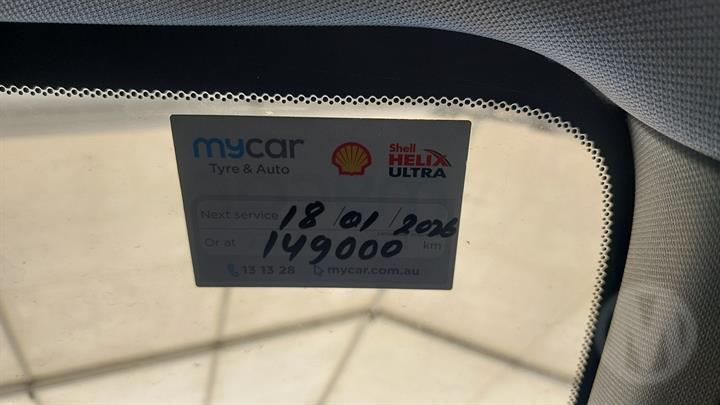 mycar
Tyre & Auto
Shell
HELIX
ULTRA
Next service 18/01/2026
Or at 149000 km
13 13 28 mycar.com.au